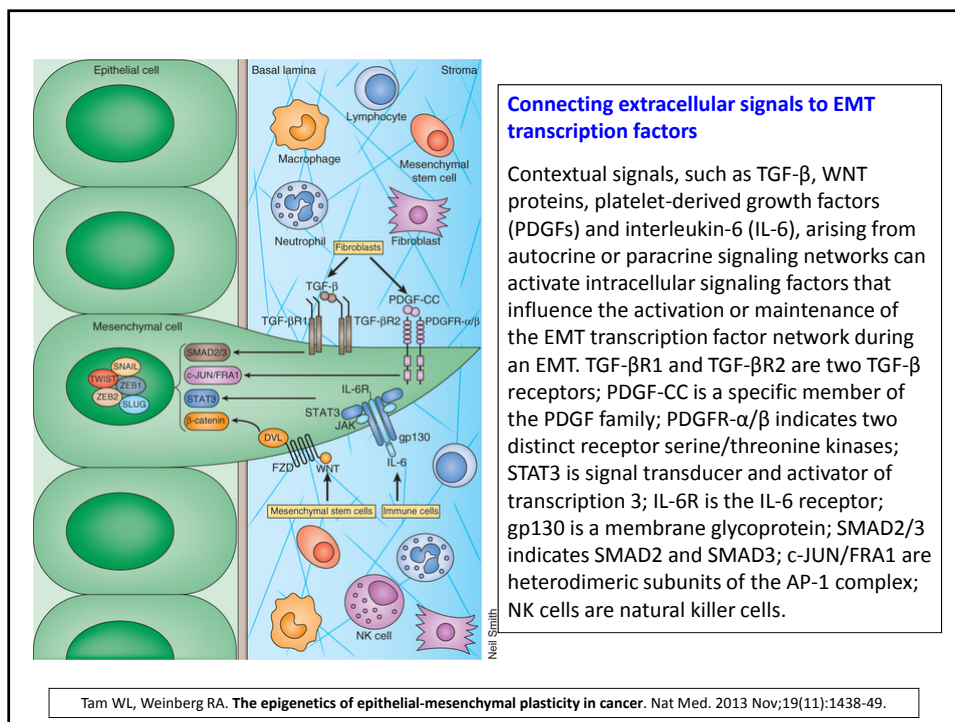 Epithelial cell
Basal lamina
Stroma
Lymphocyte
Macrophage
Mesenchymal
stem cell
Neutrophil
Fibroblast
Fibroblasts
TGF-β
PDGF-CC
TGF-βR1
TGF-βR2
PDGFR-α/β
Mesenchymal cell
SMAD2/3
SNAIL
c-JUN/FRA1
TWIST
ZEB1
IL-6R
ZEB2
STAT3
SLUG
STAT3
β-catenin
JAK
DVL
gp130
FZD
WNT
IL-6
Mesenchymal stem cells
Immune cells
NK cell
Neil Smith
Connecting extracellular signals to EMT
transcription factors
Contextual signals, such as TGF-β, WNT
proteins, platelet-derived growth factors
(PDGFs) and interleukin-6 (IL-6), arising from
autocrine or paracrine signaling networks can
activate intracellular signaling factors that
influence the activation or maintenance of
the EMT transcription factor network during
an EMT. TGF-βR1 and TGF-βR2 are two TGF-β
receptors; PDGF-CC is a specific member of
the PDGF family; PDGFR-α/β indicates two
distinct receptor serine/threonine kinases;
STAT3 is signal transducer and activator of
transcription 3; IL-6R is the IL-6 receptor;
gp130 is a membrane glycoprotein; SMAD2/3
indicates SMAD2 and SMAD3; c-JUN/FRA1 are
heterodimeric subunits of the AP-1 complex;
NK cells are natural killer cells.
Tam WL, Weinberg RA. The epigenetics of epithelial-mesenchymal plasticity in cancer. Nat Med. 2013 Nov;19(11):1438-49.